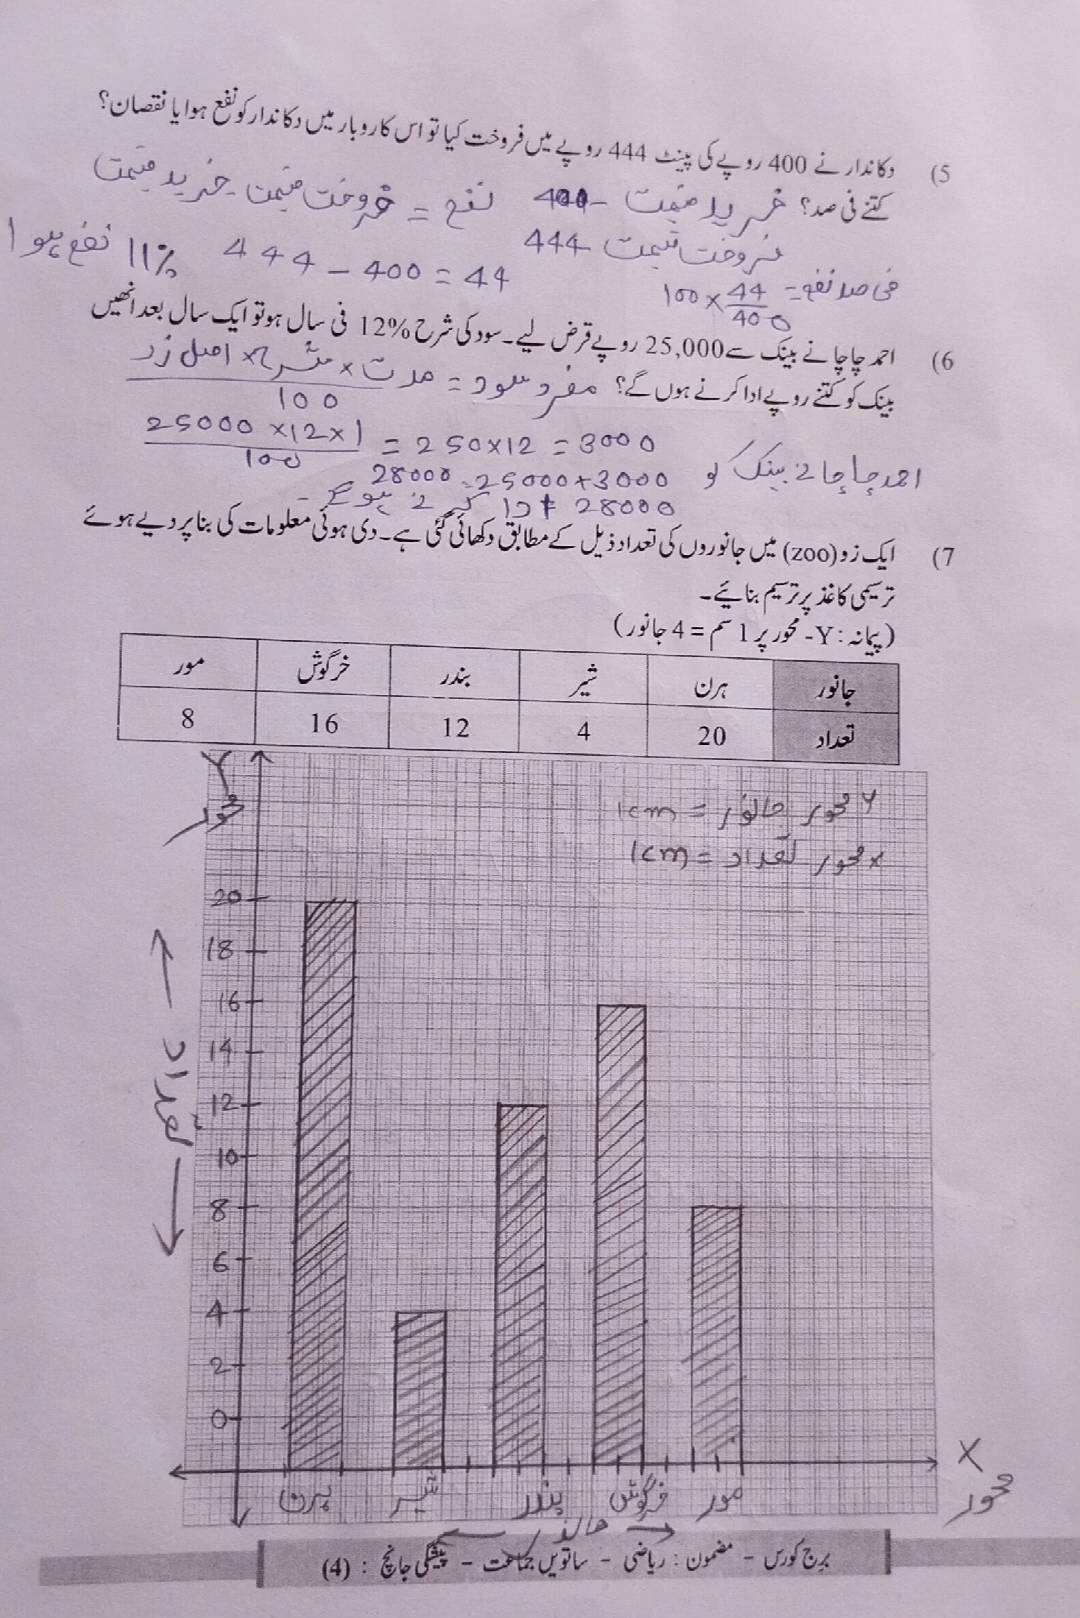 5) دکاندار نے 400 روپے کی پینٹ 444 روپے میں فروخت کیا تو اس کاروبار میں دکاندار کو نفع ہوا یا نقصان؟
کتنے فی صد؟ خرید قیمت - 400 نفع = فروخت قیمت - خرید قیمت
فروخت قیمت - 444 444 - 400 = 44 11% نفع ہوا
فی صد نفع = 100 × 44/400
6) احمد چاچا نے بینک سے 25,000 روپے قرض لیے۔ سود کی شرح 12% فی سال ہو تو ایک سال بعد انھیں
بینک کو کتنے روپے ادا کرنے ہوں گے؟ مفرد سود = مدت × شرح × اصل زر / 100
25000 × 12 × 1 / 100 = 250 × 12 = 3000
احمد چاچا نے بینک کو 28000 = 25000 + 3000
28000 ادا کرنے ہونگے -
7) ایک زو (zoo) میں جانوروں کی تعداد ذیل کے مطابق دکھائی گئی ہے۔ دی ہوئی معلومات کی بنا پر دیے ہوئے
ترسیمی کاغذ پر ترسیم بنائیے۔
(پیمانہ: Y- محور پر 1 سم = 4 جانور)
جانور ہرن شیر بندر خرگوش مور
تعداد 20 4 12 16 8
Y محور
Y محور جانور = 1cm
X محور تعداد = 1cm
20
18
16
14
12
10
8
6
4
2
0
تعداد
X محور
ہرن شیر بندر خرگوش مور
جانور
برج کورس - مضمون : ریاضی - ساتویں جماعت - پیشگی جانچ : (4)